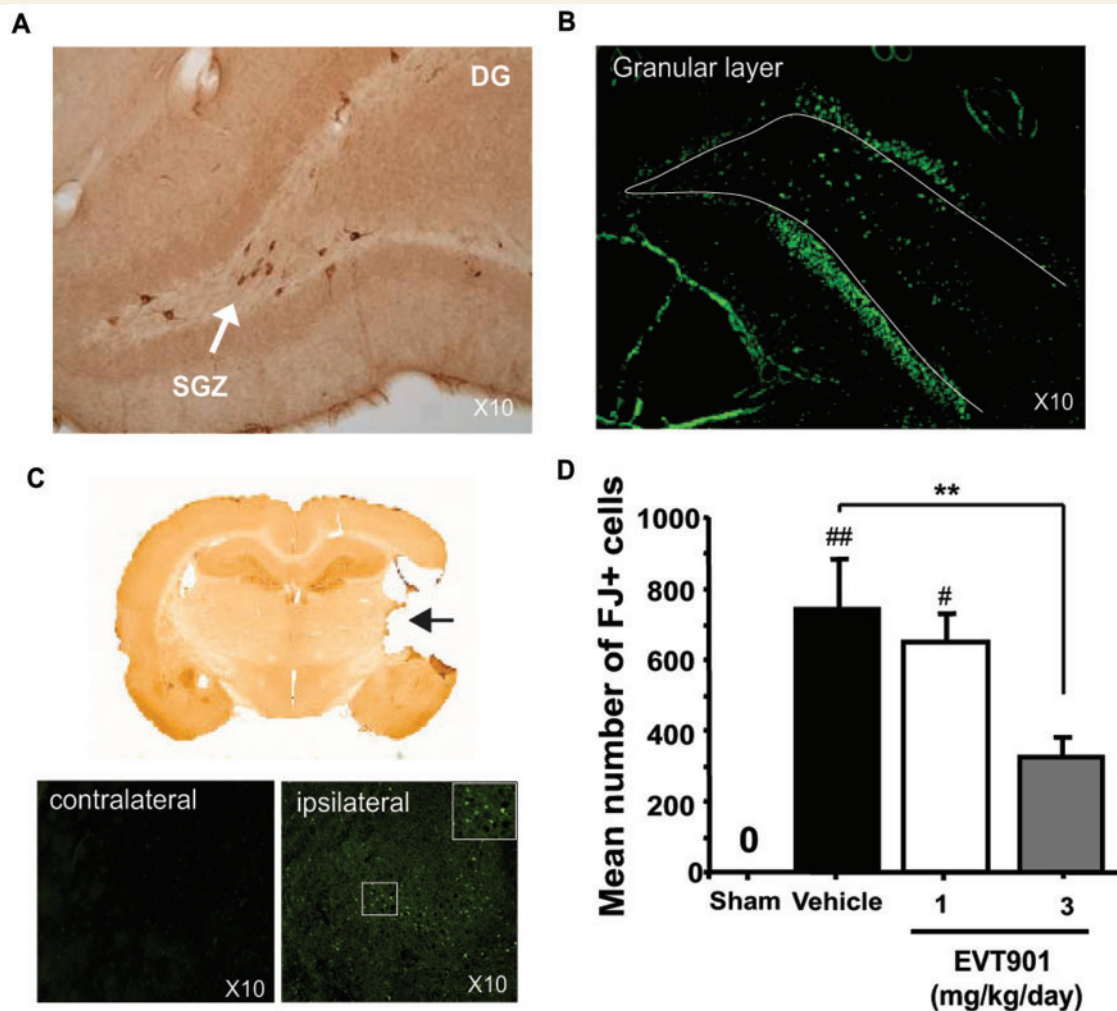 A
DG
SGZ
X10
B
Granular layer
X10
C
contralateral
X10
ipsilateral
X10
D
Mean number of FJ+ cells
1000
800
600
400
200
0
**
##
#
0
Sham
Vehicle
1
3
EVT901
(mg/kg/day)